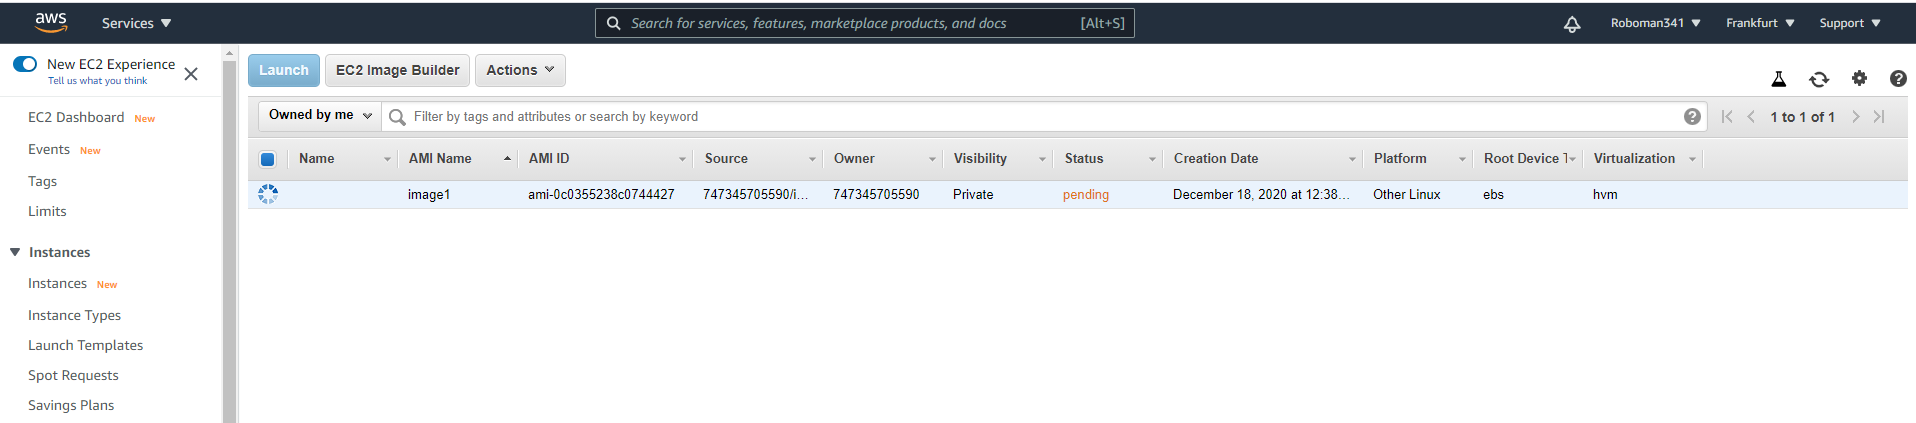 aws Services Search for services, features, marketplace products, and docs [Alt+S] Roboman341 Frankfurt Support
New EC2 Experience
Tell us what you think
EC2 Dashboard New
Events New
Tags
Limits
Instances
Instances New
Instance Types
Launch Templates
Spot Requests
Savings Plans
Launch EC2 Image Builder Actions
Owned by me Filter by tags and attributes or search by keyword 1 to 1 of 1
Name AMI Name AMI ID Source Owner Visibility Status Creation Date Platform Root Device T Virtualization
image1 ami-0c0355238c0744427 747345705590/i... 747345705590 Private pending December 18, 2020 at 12:38... Other Linux ebs hvm